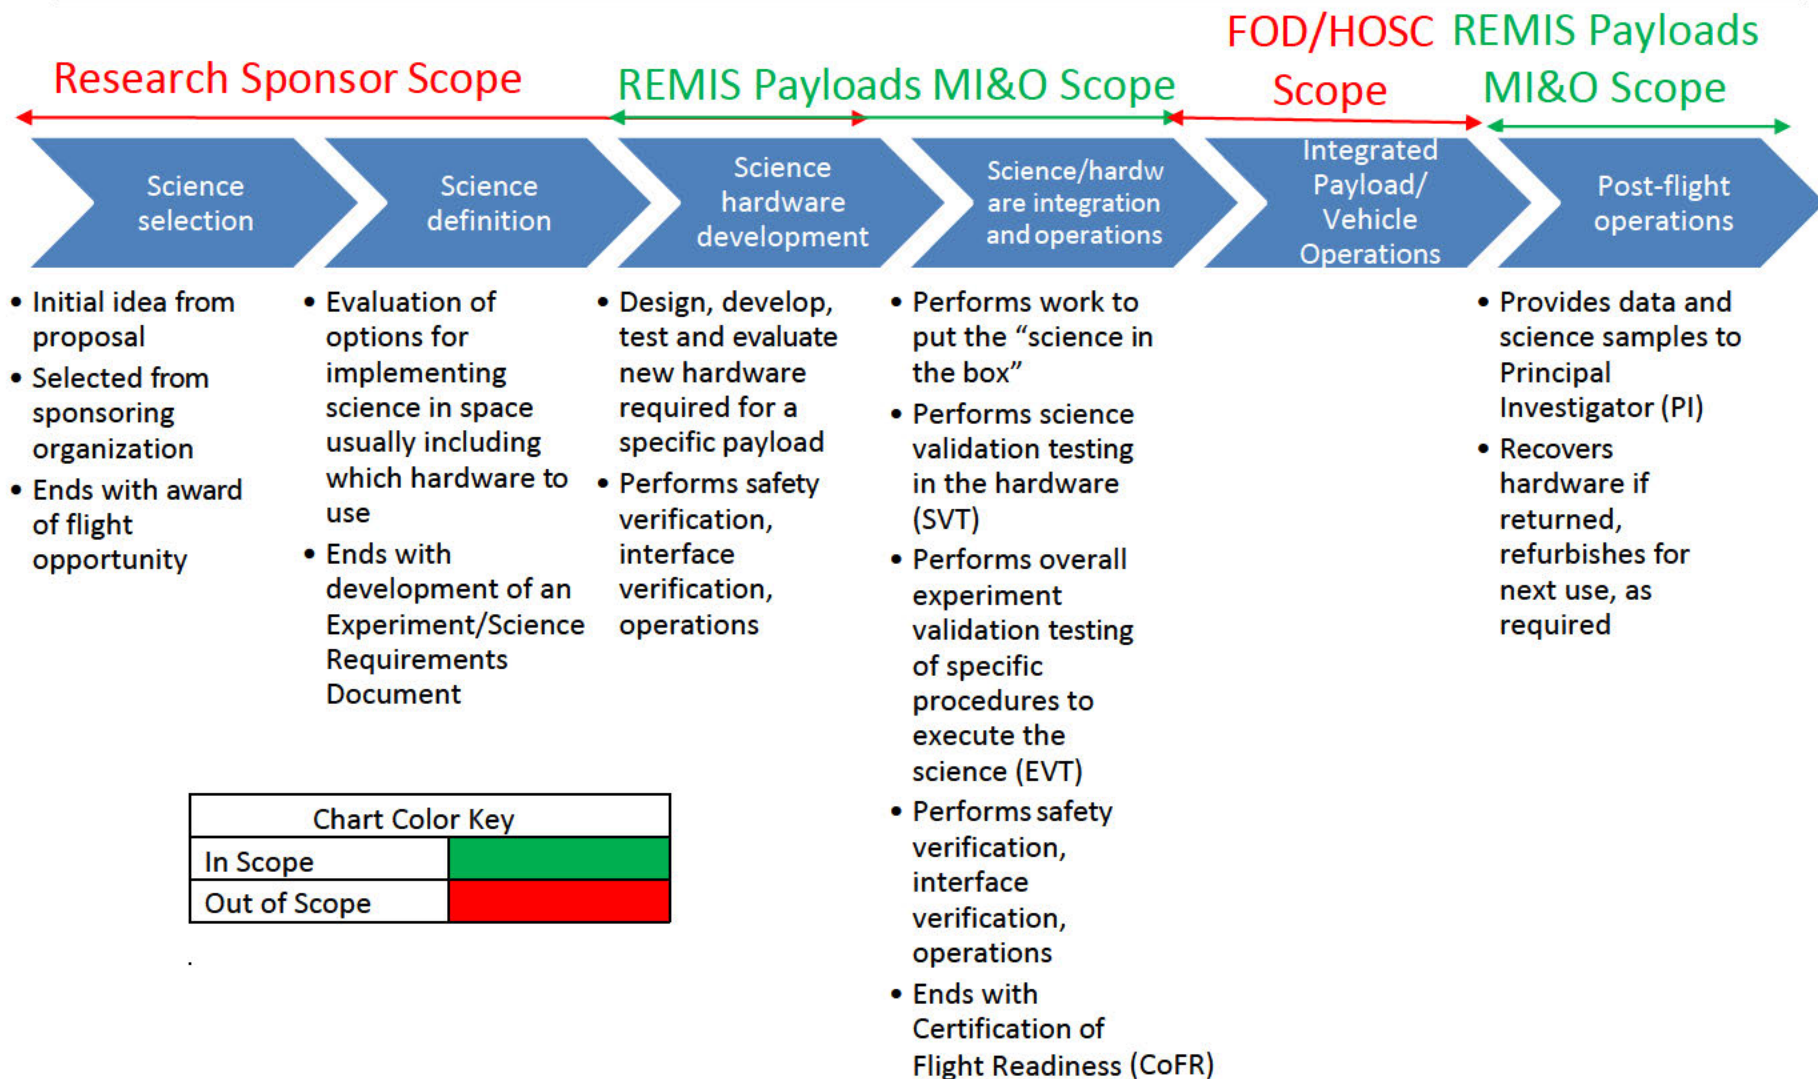 Research Sponsor Scope
REMIS Payloads MI&O Scope
FOD/HOSC
Scope
REMIS Payloads
MI&O Scope
Science
selection
Science
definition
Science
hardware
development
Science/hardw
are integration
and operations
Integrated
Payload/
Vehicle
Operations
Post-flight
operations
• Initial idea from
proposal
• Selected from
sponsoring
organization
• Ends with award
of flight
opportunity
• Evaluation of
options for
implementing
science in space
usually including
which hardware to
use
• Ends with
development of an
Experiment/Science
Requirements
Document
• Design, develop,
test and evaluate
new hardware
required for a
specific payload
• Performs safety
verification,
interface
verification,
operations
• Performs work to
put the “science in
the box”
• Performs science
validation testing
in the hardware
(SVT)
• Performs overall
experiment
validation testing
of specific
procedures to
execute the
science (EVT)
• Performs safety
verification,
interface
verification,
operations
• Ends with
Certification of
Flight Readiness (CoFR)
• Provides data and
science samples to
Principal
Investigator (PI)
• Recovers
hardware if
returned,
refurbishes for
next use, as
required
Chart Color Key
In Scope
Out of Scope
.